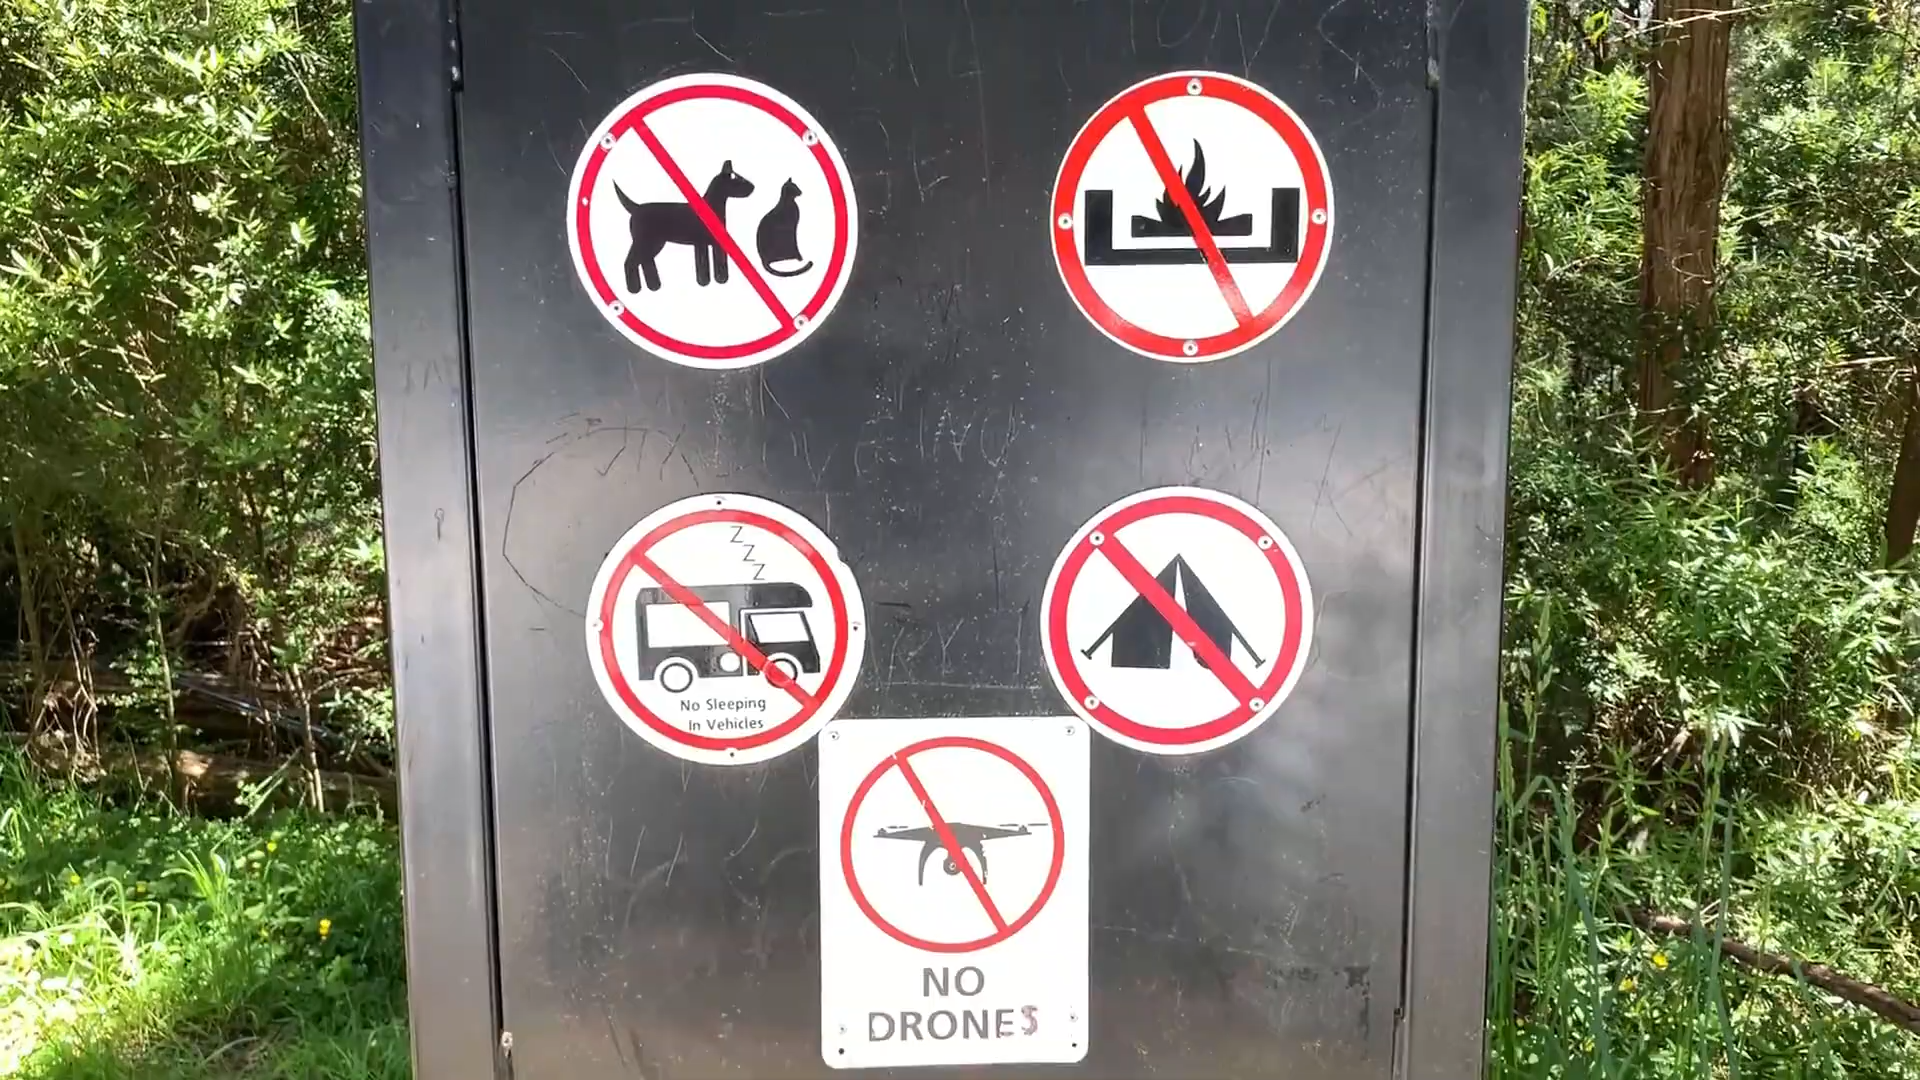 Z
Z
Z
No Sleeping
In Vehicles
NO
DRONES